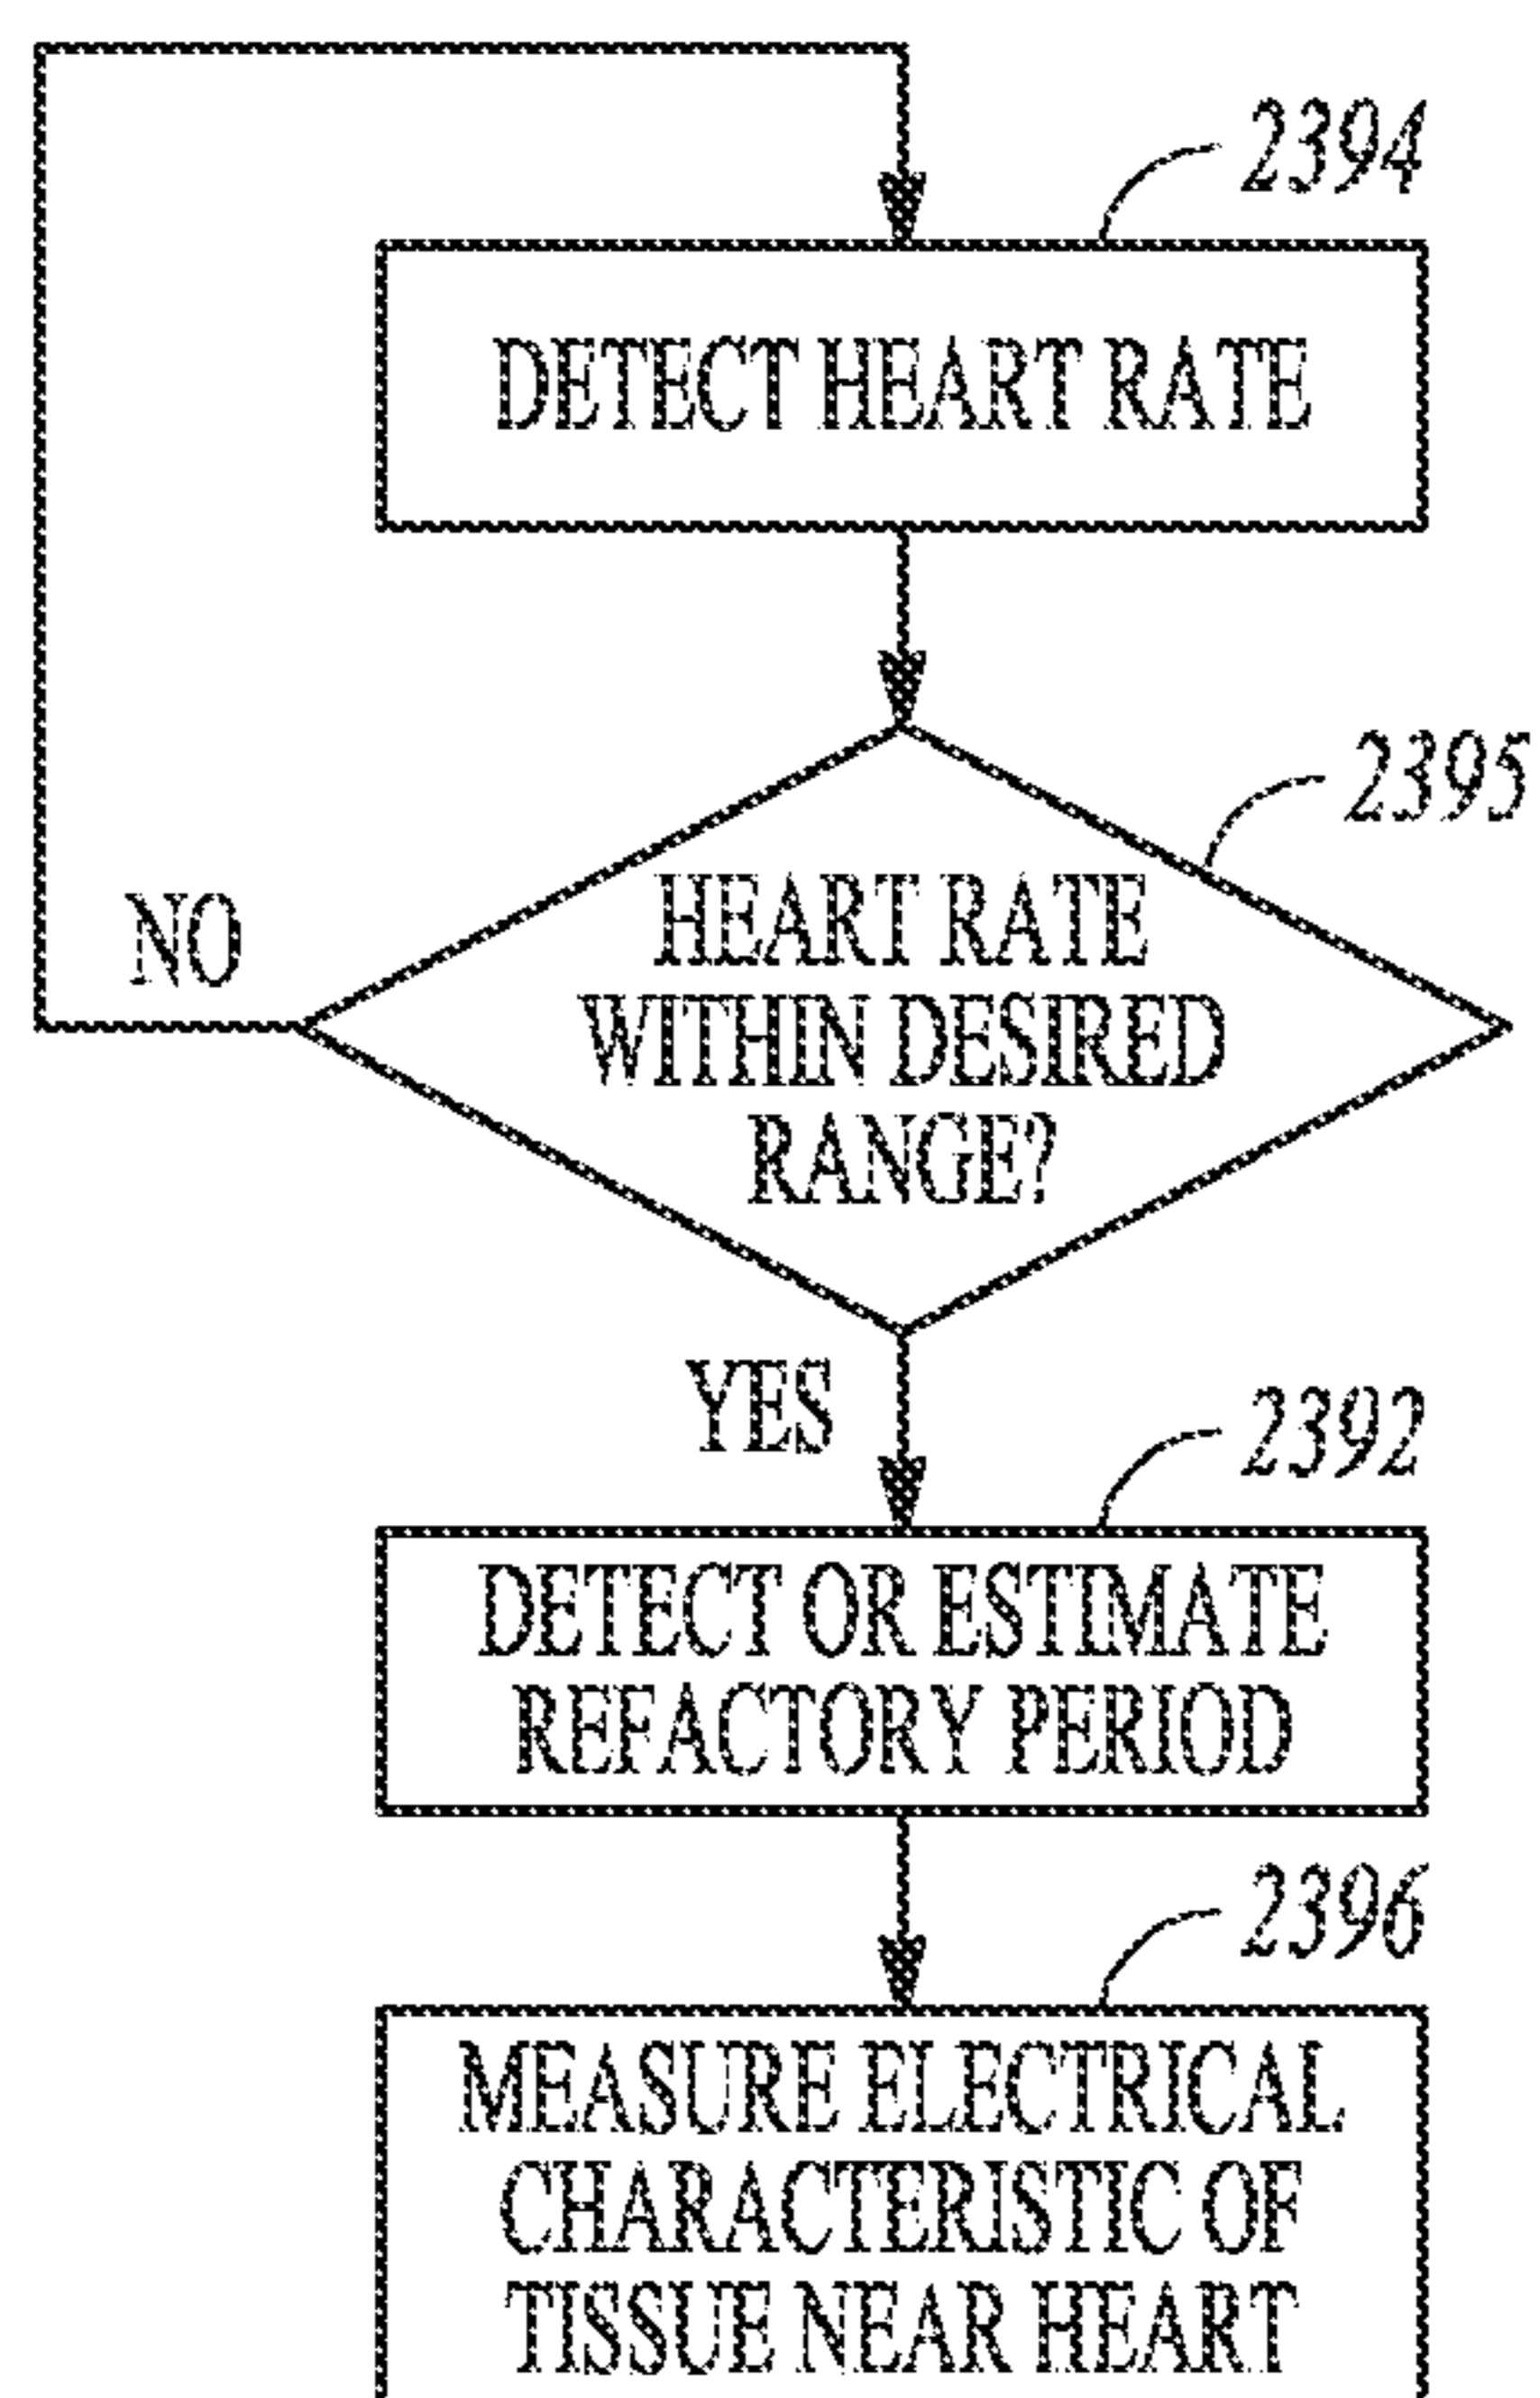 2394
DETECT HEART RATE
2395
HEART RATE
WITHIN DESIRED
RANGE?
NO
YES
2392
DETECT OR ESTIMATE
REFACTORY PERIOD
2396
MEASURE ELECTRICAL
CHARACTERISTIC OF
TISSUE NEAR HEART